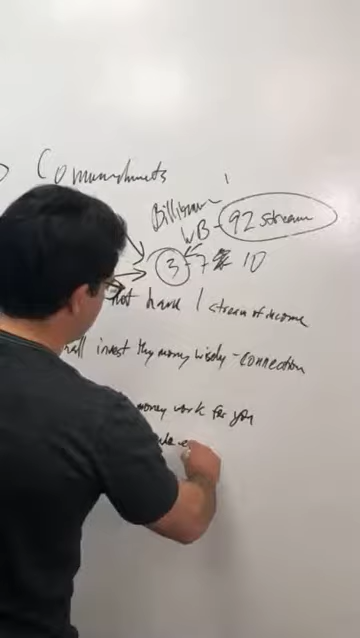 Commandments
Billionaire
WB - 92 stream
3 - 7 10
not have 1 stream of income
invest thy money wisely - connection
money work for you